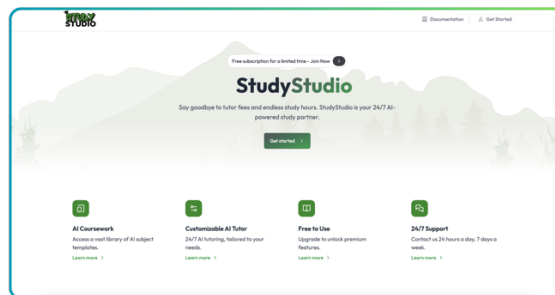 STUDY
STUDIO
Documentation
Get Started
Free subscription for a limited time - Join Now
StudyStudio
Say goodbye to tutor fees and endless study hours. StudyStudio is your 24/7 AI-
powered study partner.
Get started
AI Coursework
Access a vast library of AI subject
templates.
Learn more
Customizable AI Tutor
24/7 AI tutoring, tailored to your
needs.
Learn more
Free to Use
Upgrade to unlock premium
features.
Learn more
24/7 Support
Contact us 24 hours a day, 7 days a
week.
Learn more